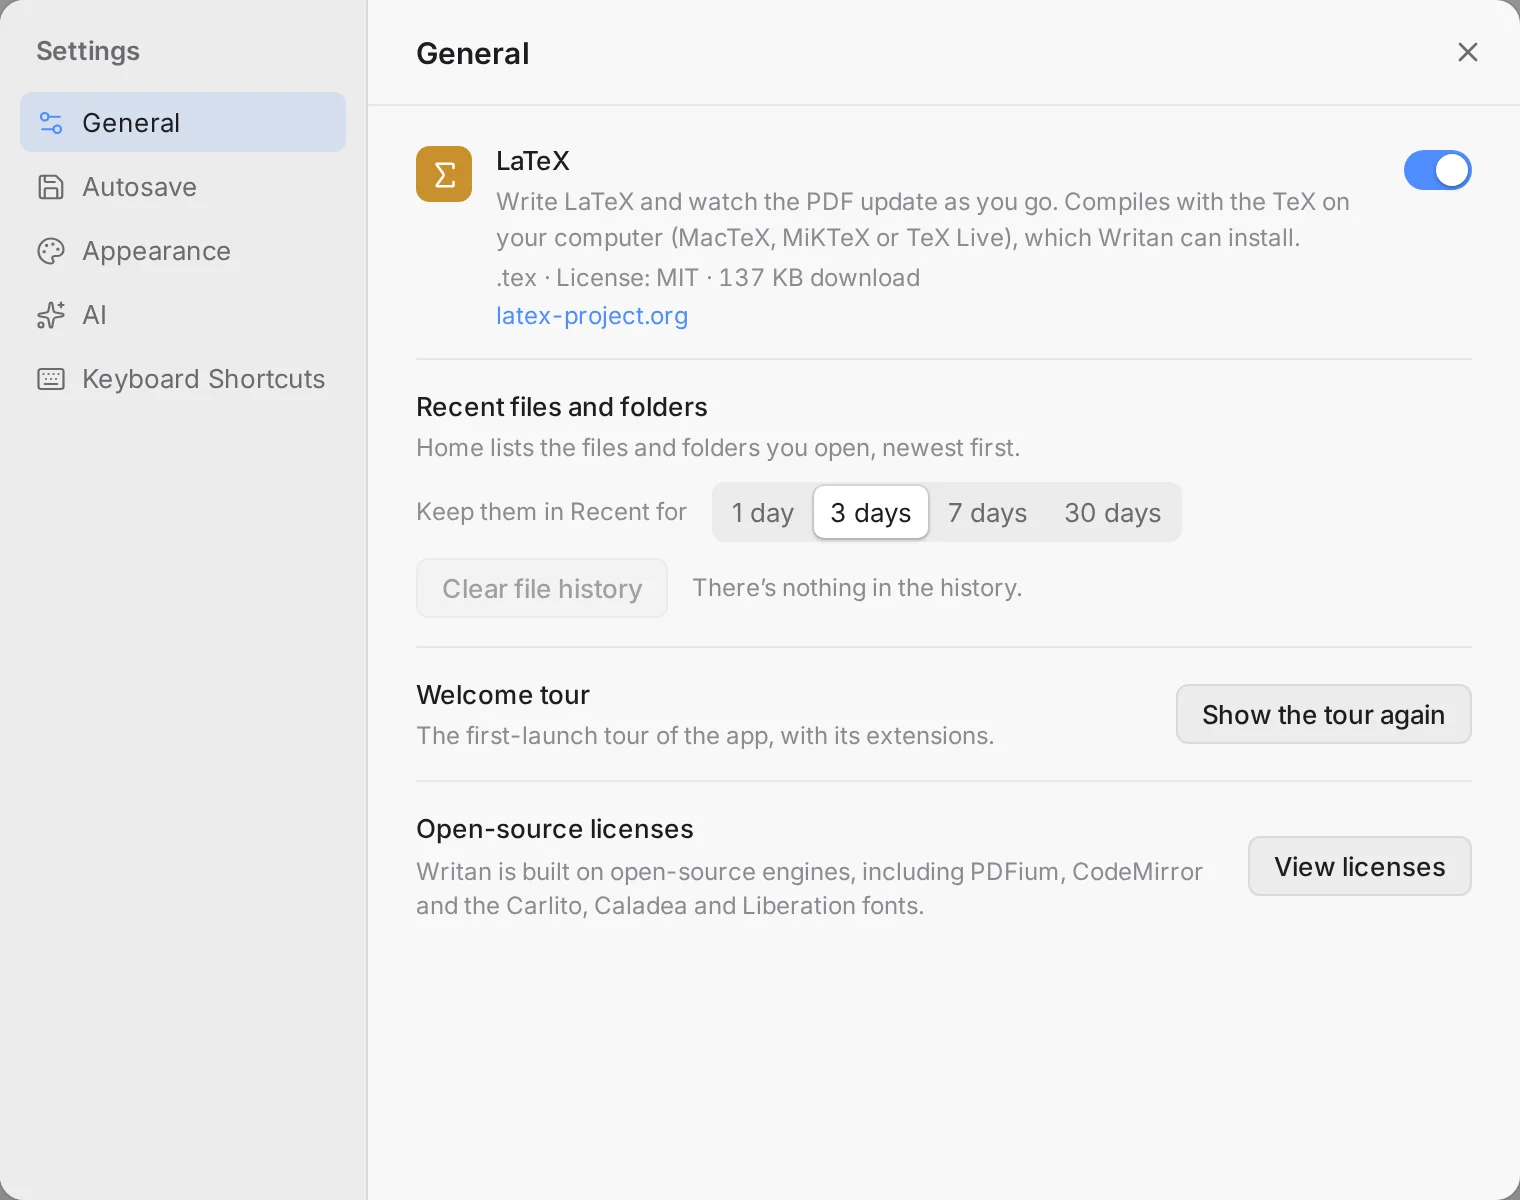 Settings
General
Autosave
Appearance
AI
Keyboard Shortcuts
General
LaTeX
Write LaTeX and watch the PDF update as you go. Compiles with the TeX on
your computer (MacTeX, MiKTeX or TeX Live), which Writan can install.
.tex · License: MIT · 137 KB download
latex-project.org
Recent files and folders
Home lists the files and folders you open, newest first.
Keep them in Recent for 1 day 3 days 7 days 30 days
Clear file history There’s nothing in the history.
Welcome tour
The first-launch tour of the app, with its extensions.
Show the tour again
Open-source licenses
Writan is built on open-source engines, including PDFium, CodeMirror
and the Carlito, Caladea and Liberation fonts.
View licenses